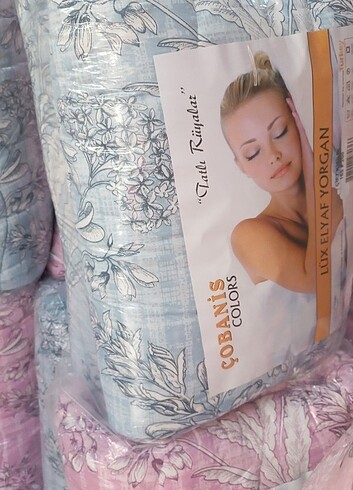 "Tatlı Rüyalar"
ÇOBANİS
COLORS
LÜX ELYAF YORGAN